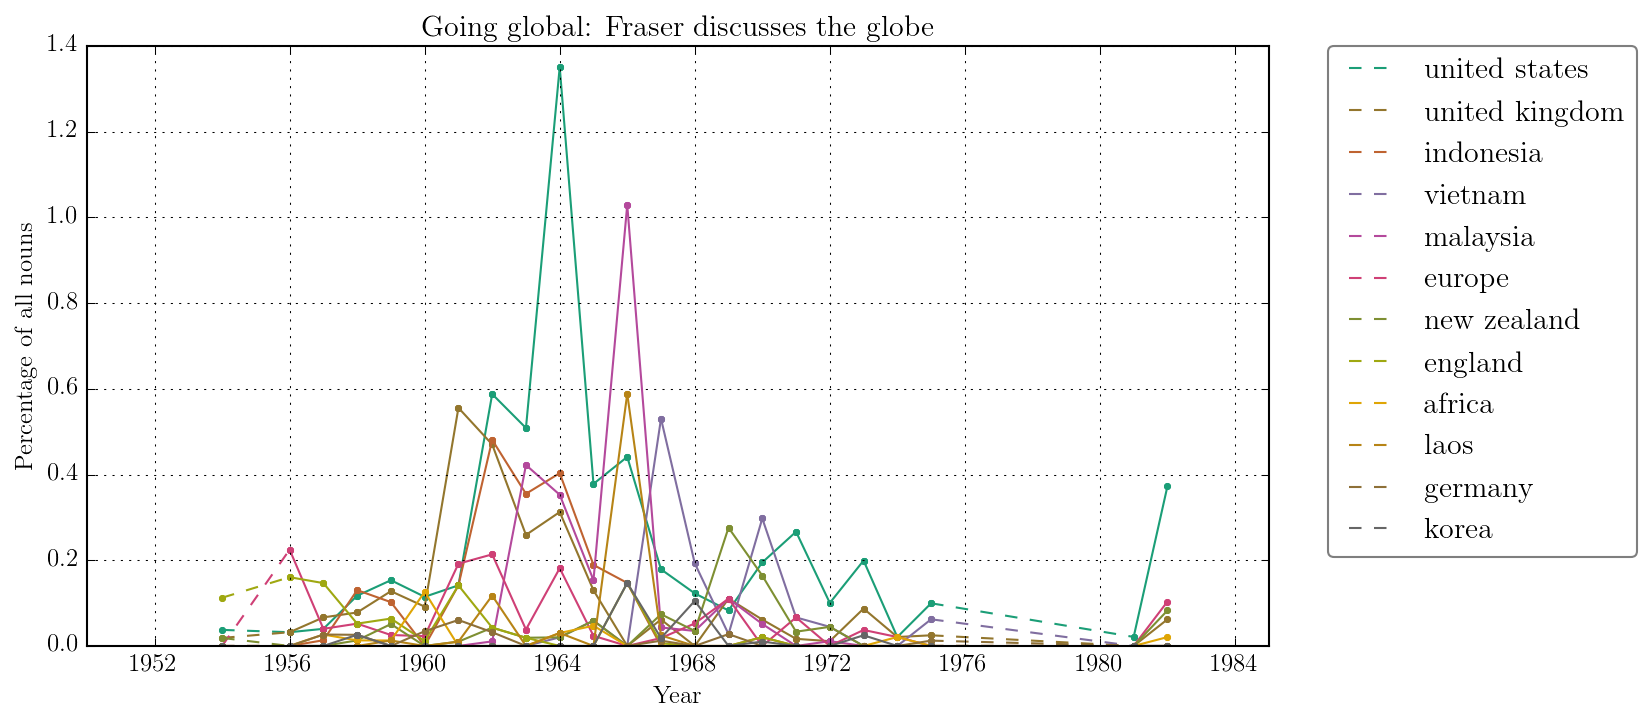 Going global: Fraser discusses the globe
1.4
1.2
1.0
0.8
0.6
0.4
0.2
0.0
Percentage of all nouns
1952 1956 1960 1964 1968 1972 1976 1980 1984
Year
united states
united kingdom
indonesia
vietnam
malaysia
europe
new zealand
england
africa
laos
germany
korea